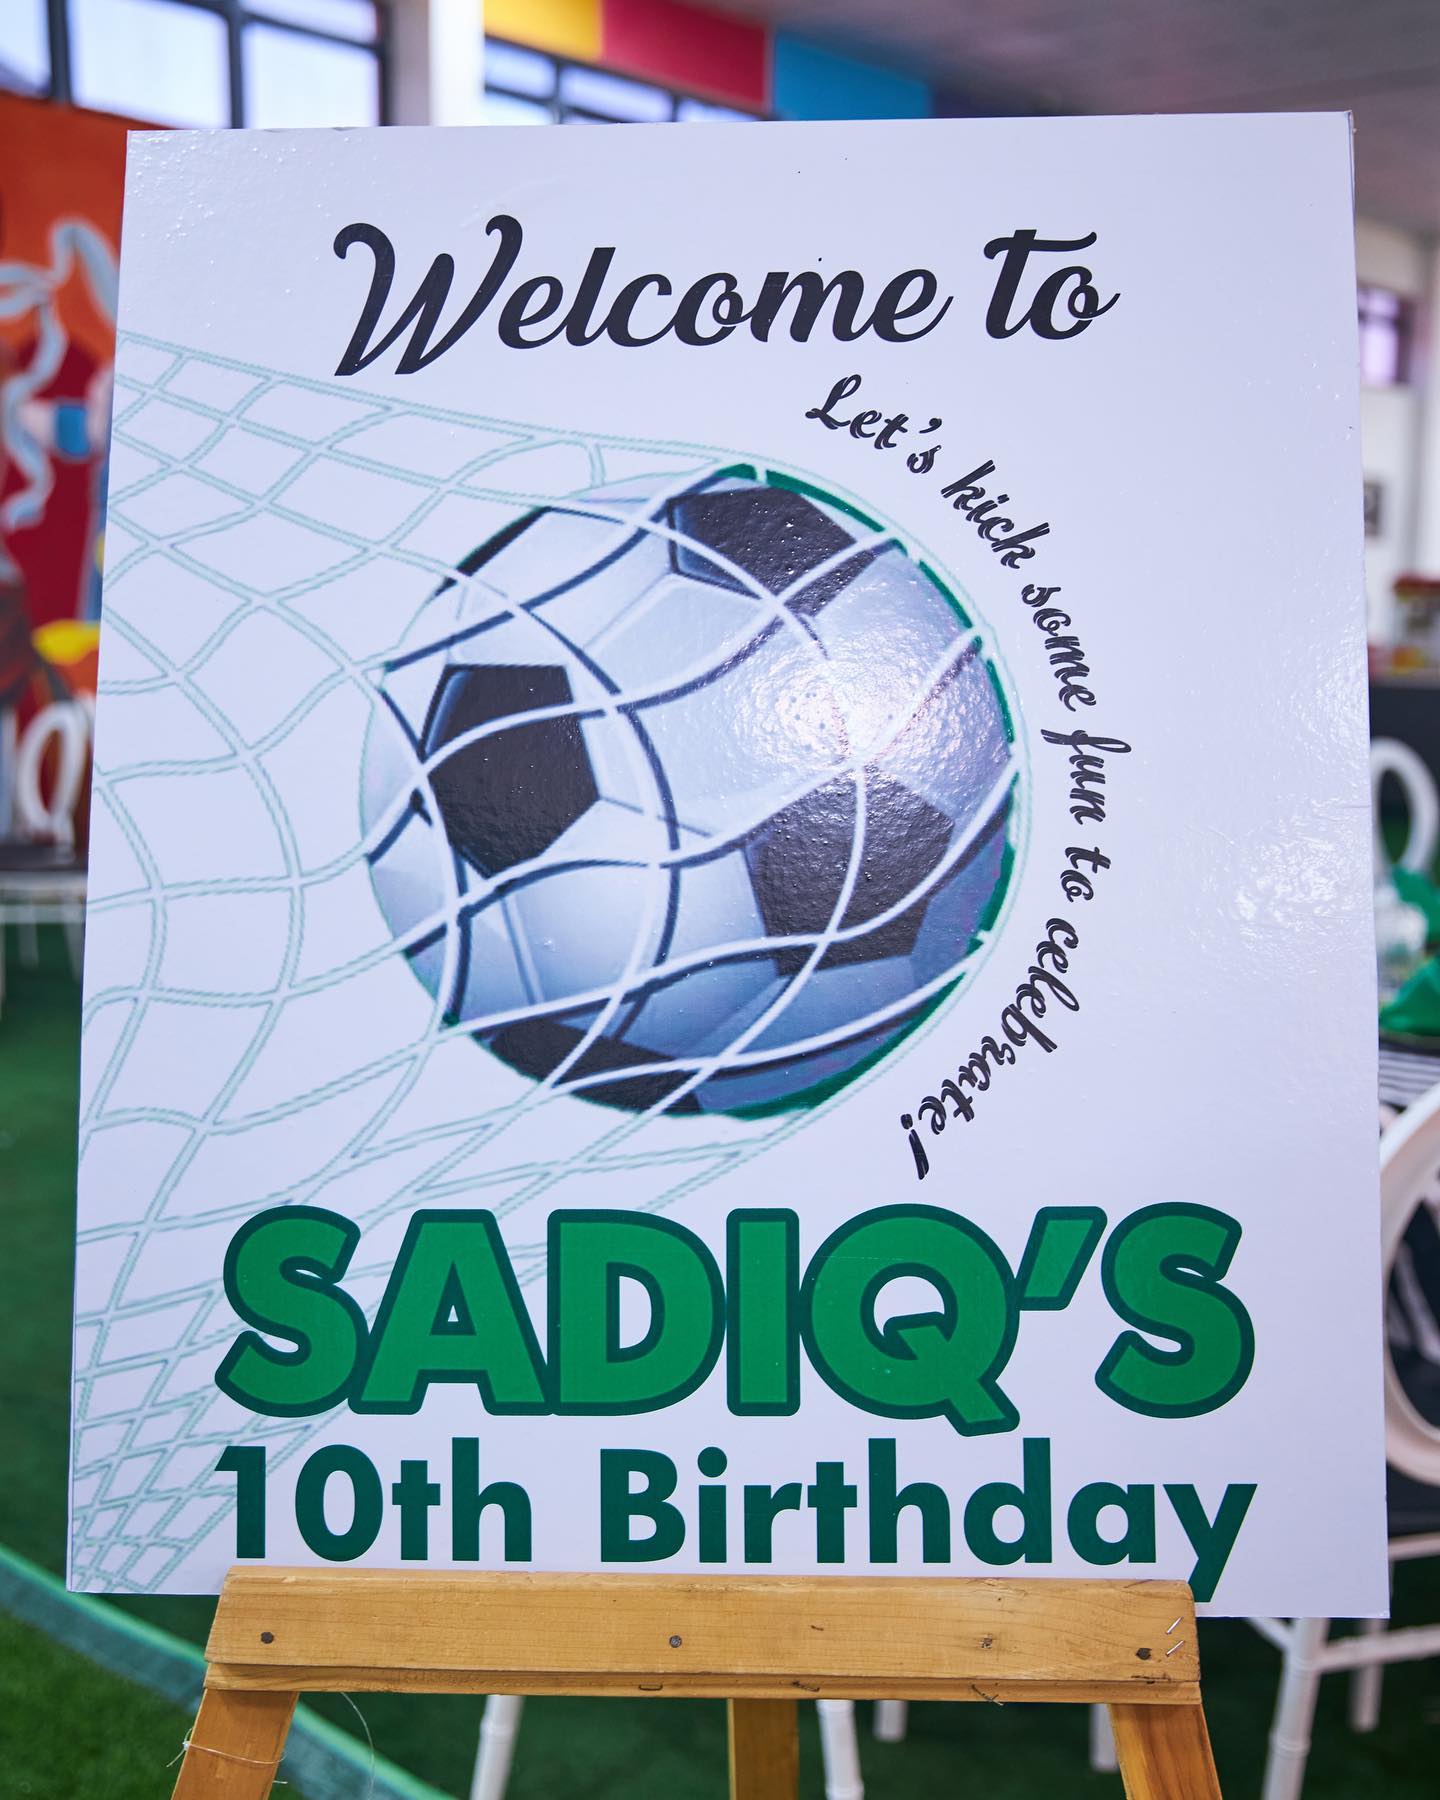 Welcome to
Let's kick some fun to celebrate!
SADIQ'S
10th Birthday